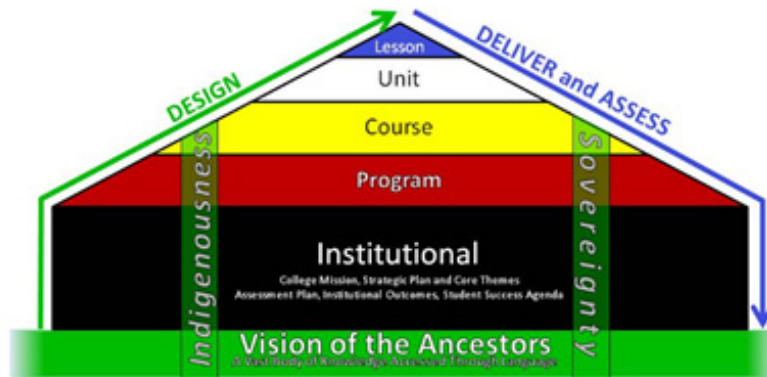 DESIGN
DELIVER and ASSESS
Lesson
Unit
Course
Program
Indigenousness
Sovereignty
Institutional
College Mission, Strategic Plan and Core Themes
Assessment Plan, Institutional Outcomes, Student Success Agenda
Vision of the Ancestors
A Vast Body of Knowledge Accessed Through Language